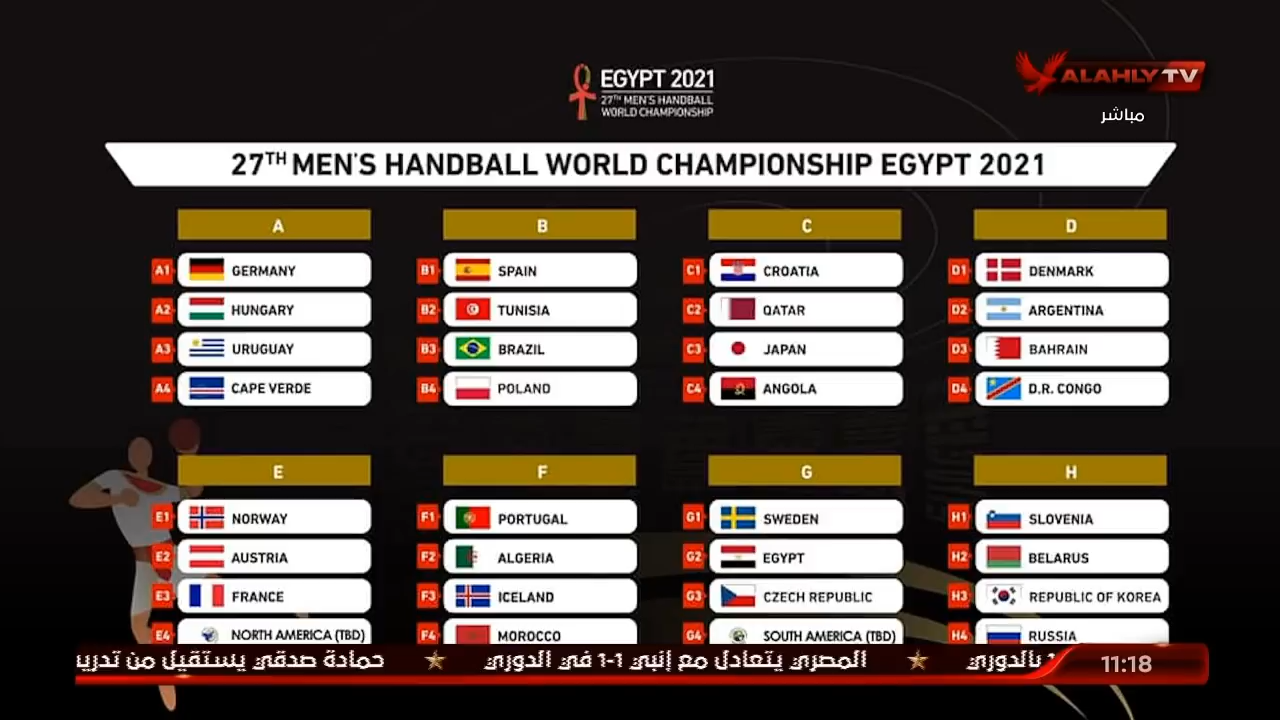 EGYPT 2021
27TH MEN'S HANDBALL
WORLD CHAMPIONSHIP
ALAHLY TV
مباشر
27TH MEN'S HANDBALL WORLD CHAMPIONSHIP EGYPT 2021
A
A1 GERMANY
A2 HUNGARY
A3 URUGUAY
A4 CAPE VERDE
B
B1 SPAIN
B2 TUNISIA
B3 BRAZIL
B4 POLAND
C
C1 CROATIA
C2 QATAR
C3 JAPAN
C4 ANGOLA
D
D1 DENMARK
D2 ARGENTINA
D3 BAHRAIN
D4 D.R. CONGO
E
E1 NORWAY
E2 AUSTRIA
E3 FRANCE
E4 NORTH AMERICA (TBD)
F
F1 PORTUGAL
F2 ALGERIA
F3 ICELAND
F4 MOROCCO
G
G1 SWEDEN
G2 EGYPT
G3 CZECH REPUBLIC
G4 SOUTH AMERICA (TBD)
H
H1 SLOVENIA
H2 BELARUS
H3 REPUBLIC OF KOREA
H4 RUSSIA
بالدوري ★ المصري يتعادل مع إنبي 1-1 في الدوري ★ حمادة صدقي يستقيل من
11:18